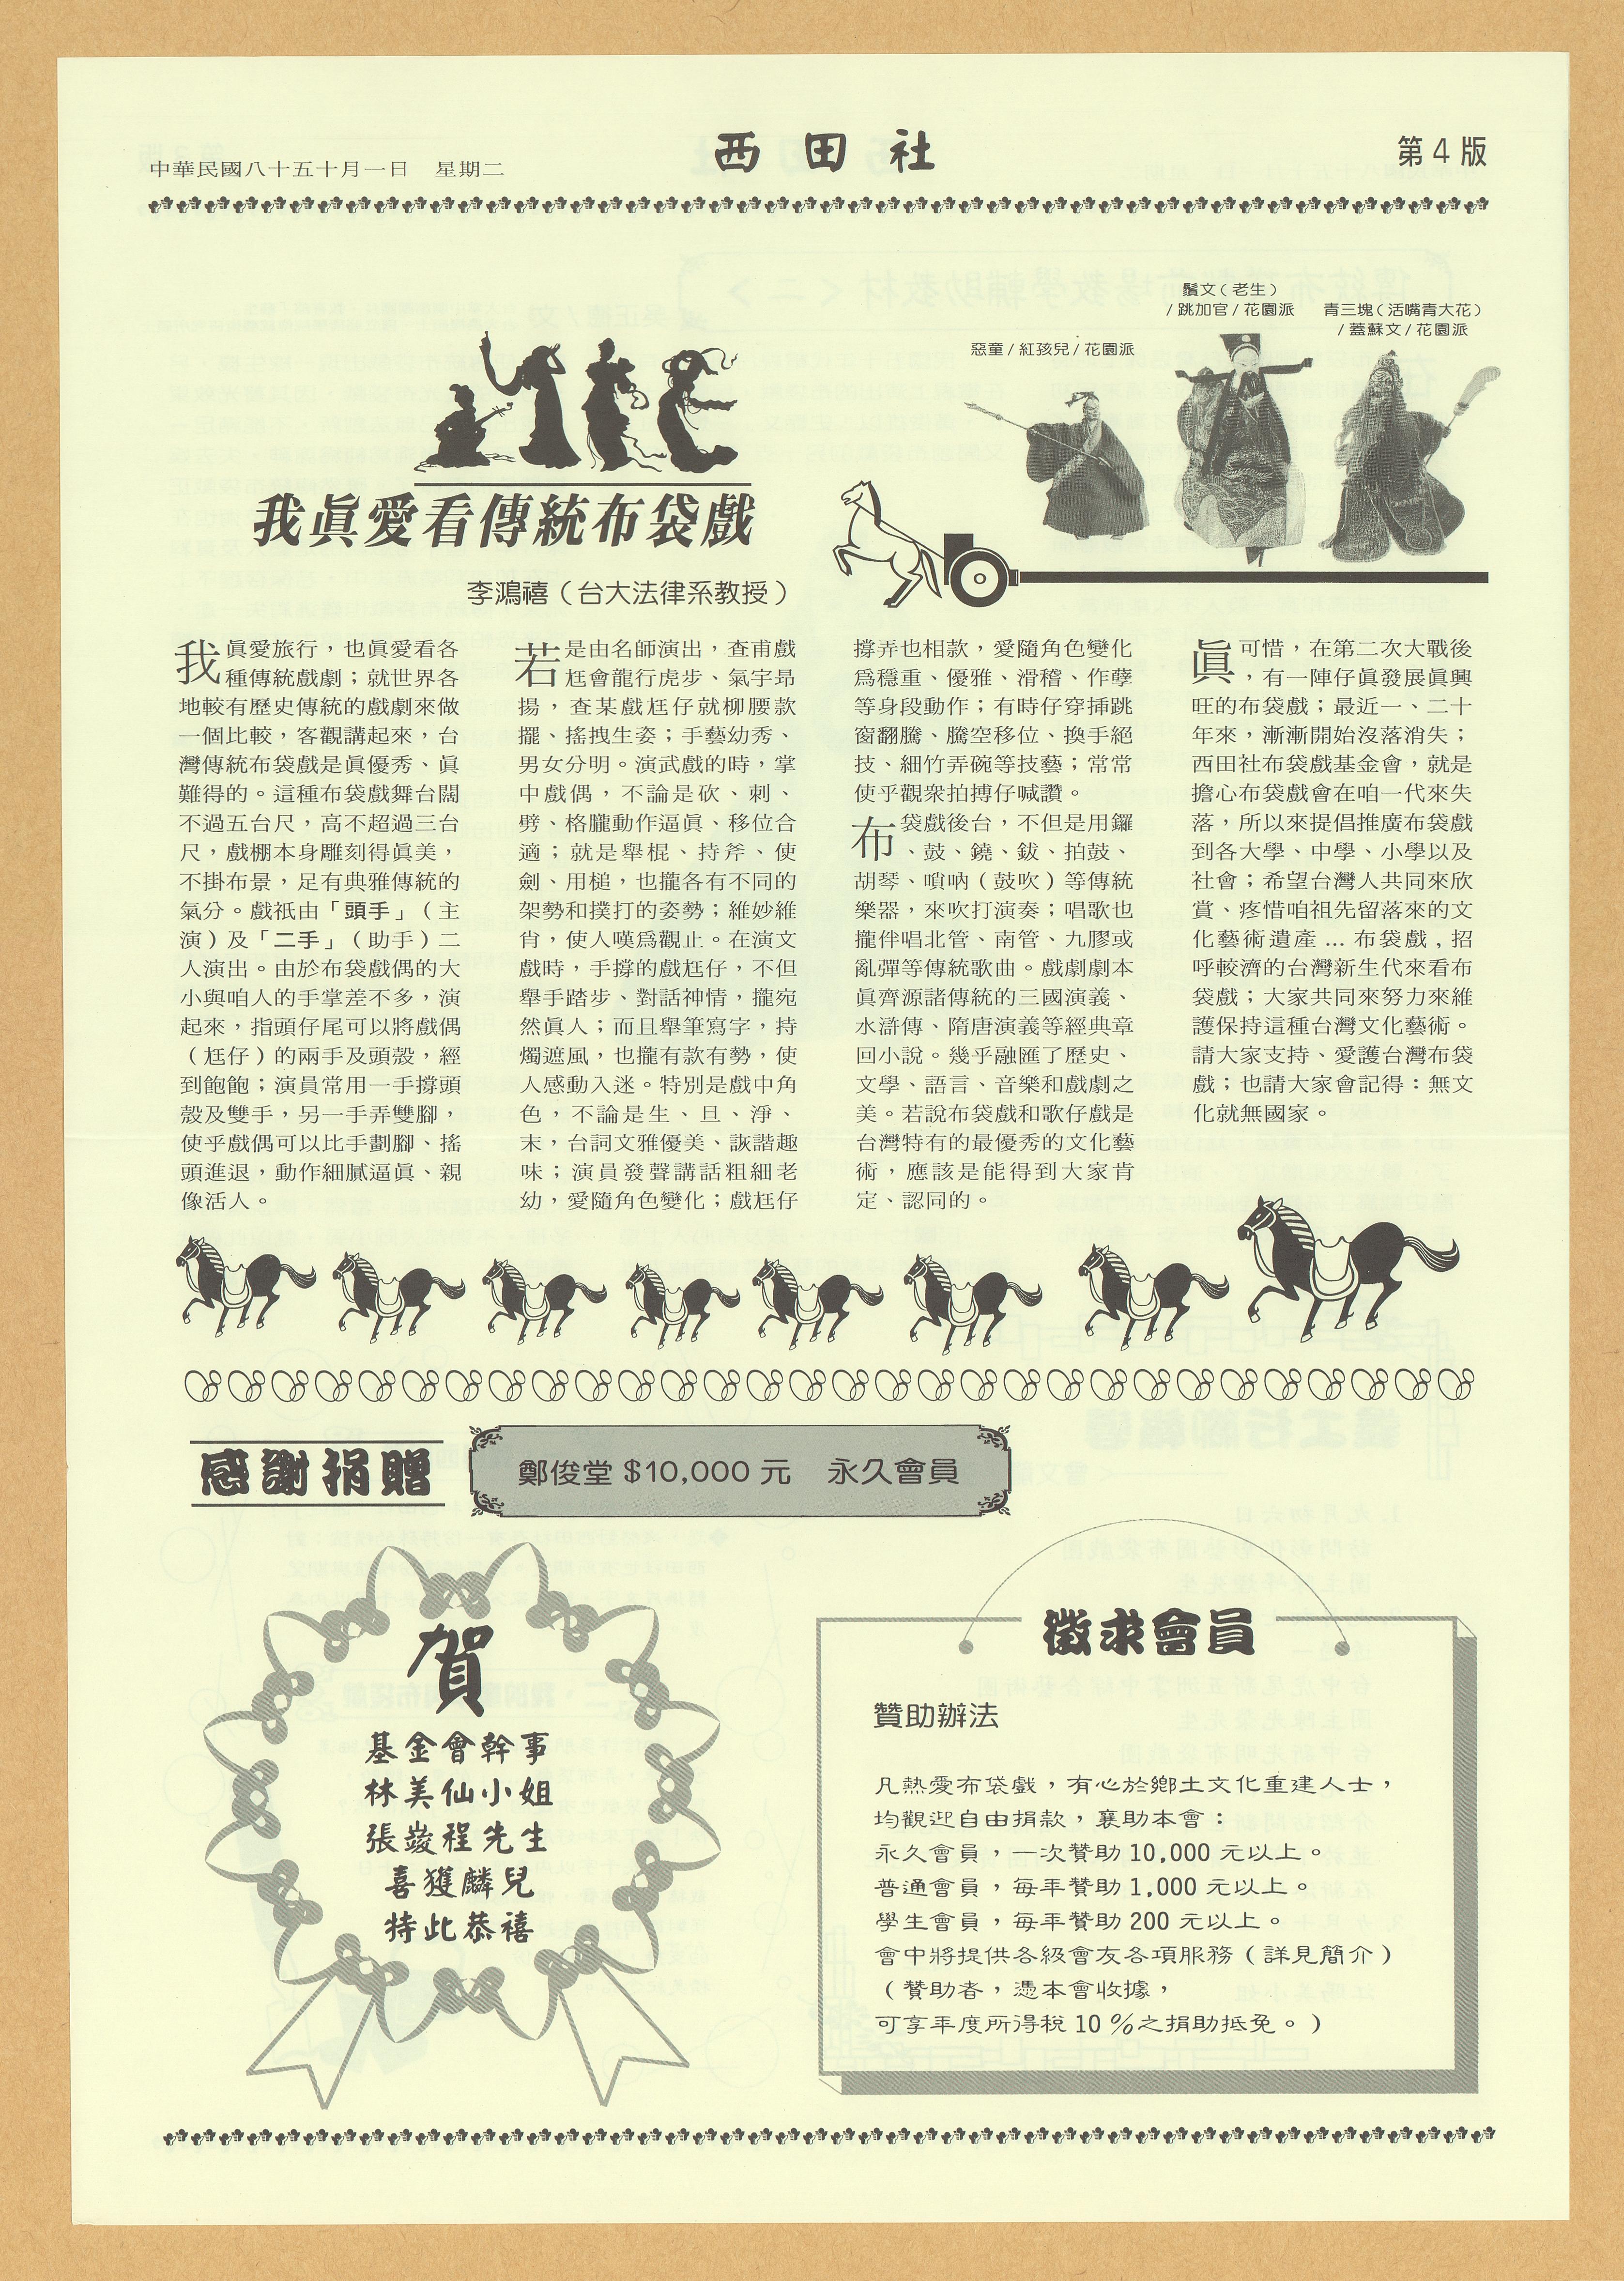 中華民國八十五十月一日　星期二
西田社
第4版
鬚文（老生）
/跳加官/花園派
青三塊（活嘴青大花）
/蓋蘇文/花園派
惡童/紅孩兒/花園派
我眞愛看傳統布袋戲
李鴻禧（台大法律系教授）
我眞愛旅行，也眞愛看各
種傳統戲劇；就世界各
地較有歷史傳統的戲劇來做
一個比較，客觀講起來，台
灣傳統布袋戲是眞優秀、眞
難得的。這種布袋戲舞台闊
不過五台尺，高不超過三台
尺，戲棚本身雕刻得眞美，
不掛布景，足有典雅傳統的
氣分。戲祇由「頭手」（主
演）及「二手」（助手）二
人演出。由於布袋戲偶的大
小與咱人的手掌差不多，演
起來，指頭仔尾可以將戲偶
（尪仔）的兩手及頭殼，經
到飽飽；演員常用一手撐頭
殼及雙手，另一手弄雙腳，
使乎戲偶可以比手劃腳、搖
頭進退，動作細膩逼眞、親
像活人。
若是由名師演出，查甫戲
尪會龍行虎步、氣宇昂
揚，查某戲尪仔就柳腰款
擺、搖拽生姿；手藝幼秀、
男女分明。演武戲的時，掌
中戲偶，不論是砍、刺、
劈、格朧動作逼眞、移位合
適；就是舉棍、持斧、使
劍、用槌，也攏各有不同的
架勢和撲打的姿勢；維妙維
肖，使人嘆爲觀止。在演文
戲時，手撐的戲尪仔，不但
舉手踏步、對話神情，攏宛
然眞人；而且舉筆寫字，持
燭遮風，也攏有款有勢，使
人感動入迷。特別是戲中角
色，不論是生、旦、淨、
末，台詞文雅優美、詼諧趣
味；演員發聲講話粗細老
幼，愛隨角色變化；戲尪仔
撐弄也相款，愛隨角色變化
爲穩重、優雅、滑稽、作孽
等身段動作；有時仔穿揷跳
窗翻騰、騰空移位、換手絕
技、細竹弄碗等技藝；常常
使乎觀衆拍搏仔喊讚。
布袋戲後台，不但是用鑼
、鼓、鐃、鈸、拍鼓、
胡琴、嗩吶（鼓吹）等傳統
樂器，來吹打演奏；唱歌也
攏伴唱北管、南管、九膠或
亂彈等傳統歌曲。戲劇劇本
眞齊源諸傳統的三國演義、
水滸傳、隋唐演義等經典章
回小說。幾乎融匯了歷史、
文學、語言、音樂和戲劇之
美。若說布袋戲和歌仔戲是
台灣特有的最優秀的文化藝
術，應該是能得到大家肯
定、認同的。
眞可惜，在第二次大戰後
，有一陣仔眞發展眞興
旺的布袋戲；最近一、二十
年來，漸漸開始沒落消失；
西田社布袋戲基金會，就是
擔心布袋戲會在咱一代來失
落，所以來提倡推廣布袋戲
到各大學、中學、小學以及
社會；希望台灣人共同來欣
賞、疼惜咱祖先留落來的文
化藝術遺產...布袋戲,招
呼較濟的台灣新生代來看布
袋戲；大家共同來努力來維
護保持這種台灣文化藝術。
請大家支持、愛護台灣布袋
戲；也請大家會記得：無文
化就無國家。
感謝捐贈
鄭俊堂 $10,000 元　永久會員
賀
基金會幹事
林美仙小姐
張竣程先生
喜獲麟兒
特此恭禧
徵求會員
贊助辦法
凡熱愛布袋戲，有心於鄉土文化重建人士，
均觀迎自由捐款，襄助本會：
永久會員，一次贊助 10,000 元以上。
普通會員，每年贊助 1,000 元以上。
學生會員，每年贊助 200 元以上。
會中將提供各級會友各項服務（詳見簡介）
（贊助者，憑本會收據，
可享年度所得稅 10％之捐助抵免。）